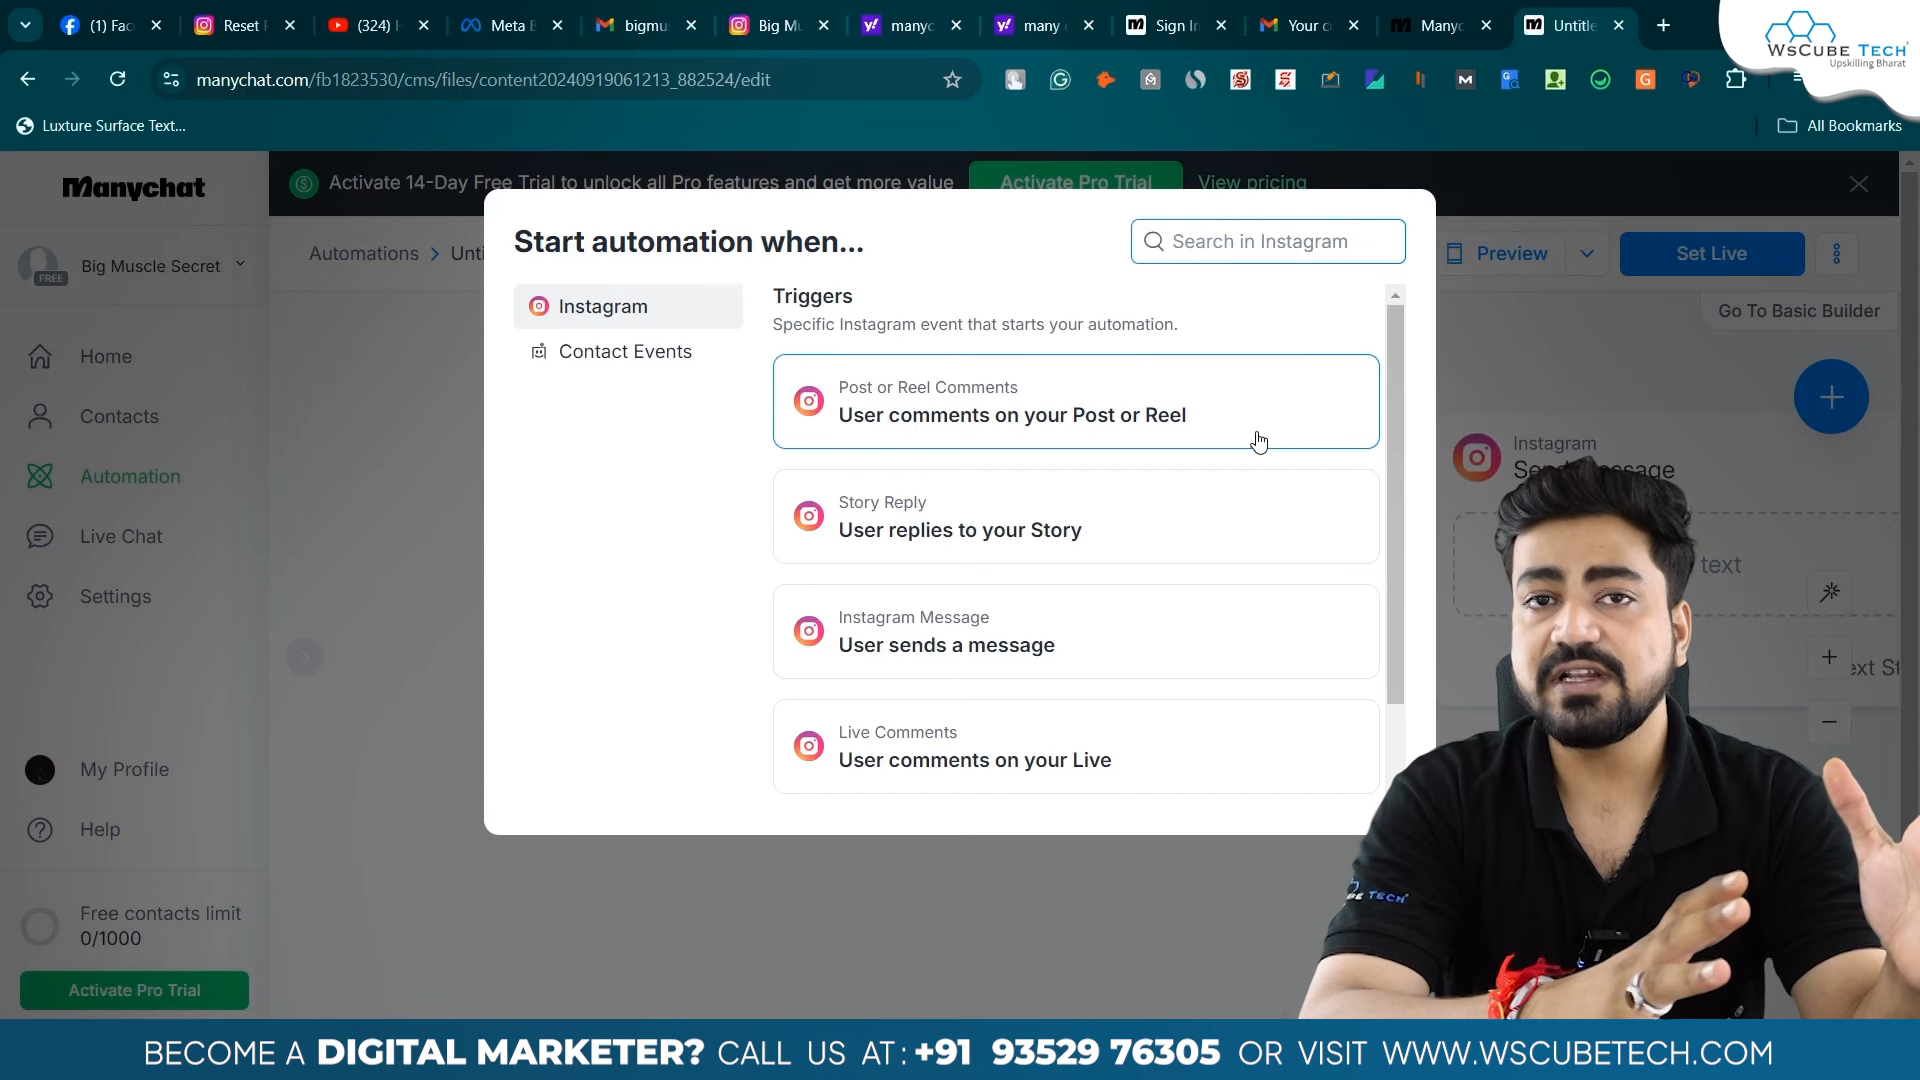 (1) Fac
Reset
(324) H
Meta B
bigmu
Big Mu
manyc
many
Sign In
Your c
Manyc
Untitle
WsCube Tech
Upskilling Bharat
manychat.com/fb1823530/cms/files/content20240919061213_882524/edit
Luxture Surface Text...
All Bookmarks
Manychat
Activate 14-Day Free Trial to unlock all Pro features and get more value
Activate Pro Trial
View pricing
Big Muscle Secret
FREE
Automations > Unti
Preview
Set Live
Go To Basic Builder
Home
Contacts
Automation
Live Chat
Settings
My Profile
Help
Free contacts limit
0/1000
Activate Pro Trial
Start automation when...
Search in Instagram
Instagram
Contact Events
Triggers
Specific Instagram event that starts your automation.
Post or Reel Comments
User comments on your Post or Reel
Story Reply
User replies to your Story
Instagram Message
User sends a message
Live Comments
User comments on your Live
Instagram
text
ext St
TECH
BECOME A DIGITAL MARKETER? CALL US AT: +91 93529 76305 OR VISIT WWW.WSCUBETECH.COM